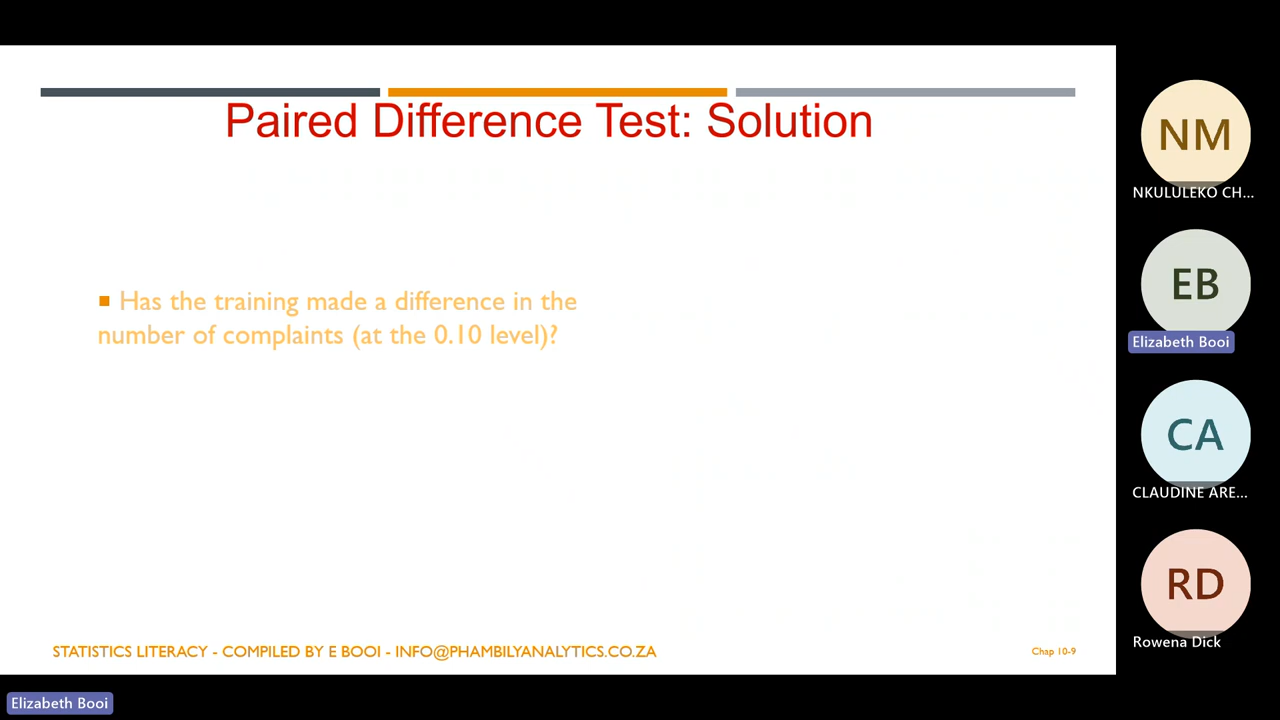 Paired Difference Test: Solution
Has the training made a difference in the
number of complaints (at the 0.10 level)?
STATISTICS LITERACY - COMPILED BY E BOOI - INFO@PHAMBILYANALYTICS.CO.ZA
Chap 10-9
NM
NKULULEKO CH...
EB
Elizabeth Booi
CA
CLAUDINE ARE...
RD
Rowena Dick
Elizabeth Booi